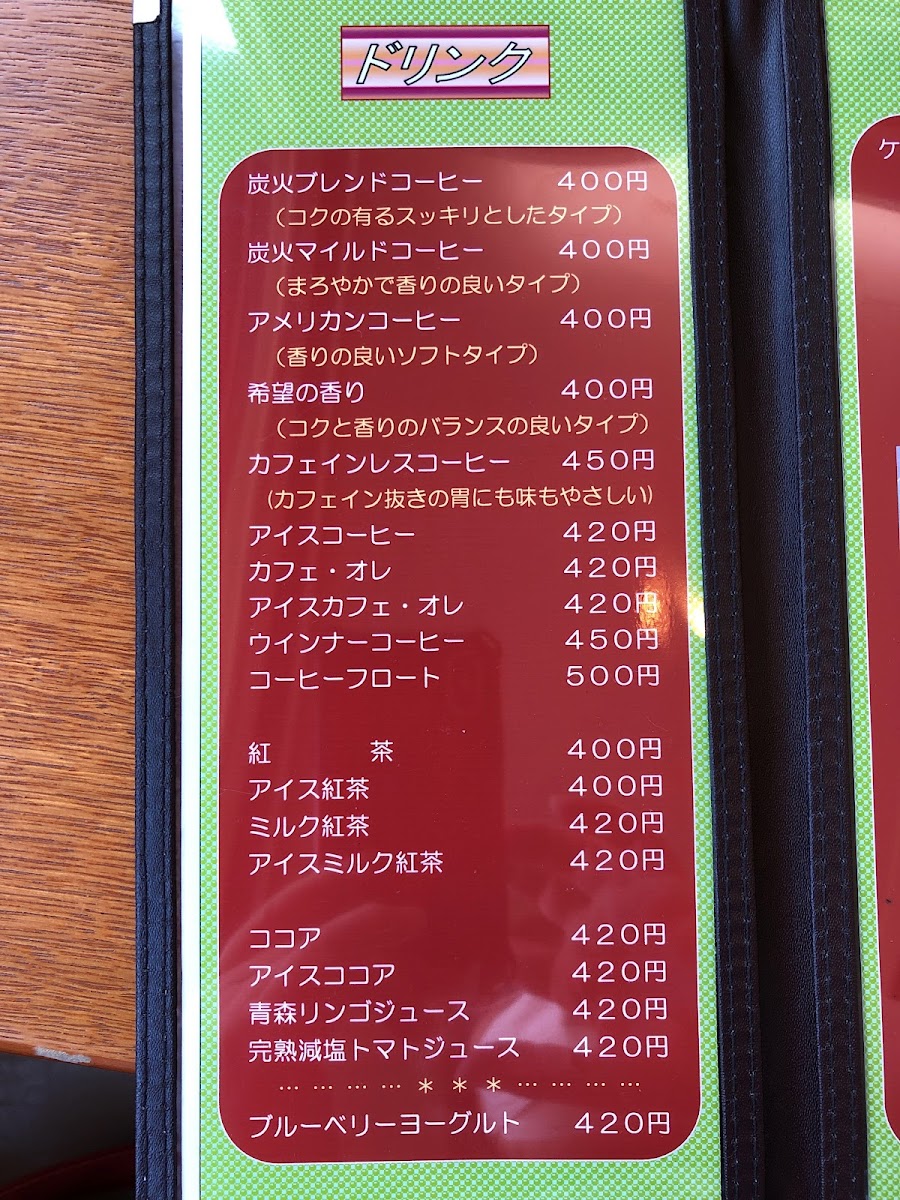 ドリンク
炭火ブレンドコーヒー 400円
(コクの有るスッキリとしたタイプ)
炭火マイルドコーヒー 400円
(まろやかで香りの良いタイプ)
アメリカンコーヒー 400円
(香りの良いソフトタイプ)
希望の香り 400円
(コクと香りのバランスの良いタイプ)
カフェインレスコーヒー 450円
(カフェイン抜きの胃にも味もやさしい)
アイスコーヒー 420円
カフェ・オレ 420円
アイスカフェ・オレ 420円
ウインナーコーヒー 450円
コーヒーフロート 500円
紅 茶 400円
アイス紅茶 400円
ミルク紅茶 420円
アイスミルク紅茶 420円
ココア 420円
アイスココア 420円
青森リンゴジュース 420円
完熟減塩トマトジュース 420円
… … … … * * * … … … …
ブルーベリーヨーグルト 420円
ケ